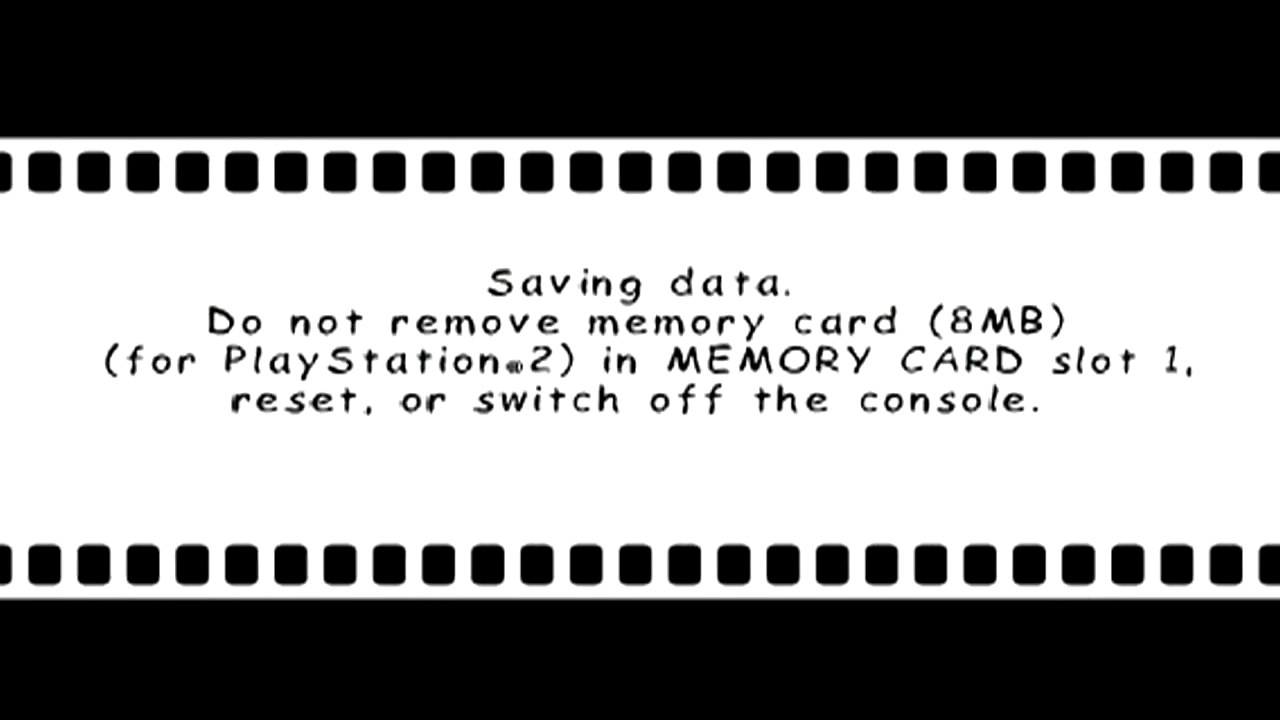 Saving data.
Do not remove memory card (8MB)
(for PlayStation®2) in MEMORY CARD slot 1,
reset, or switch off the console.